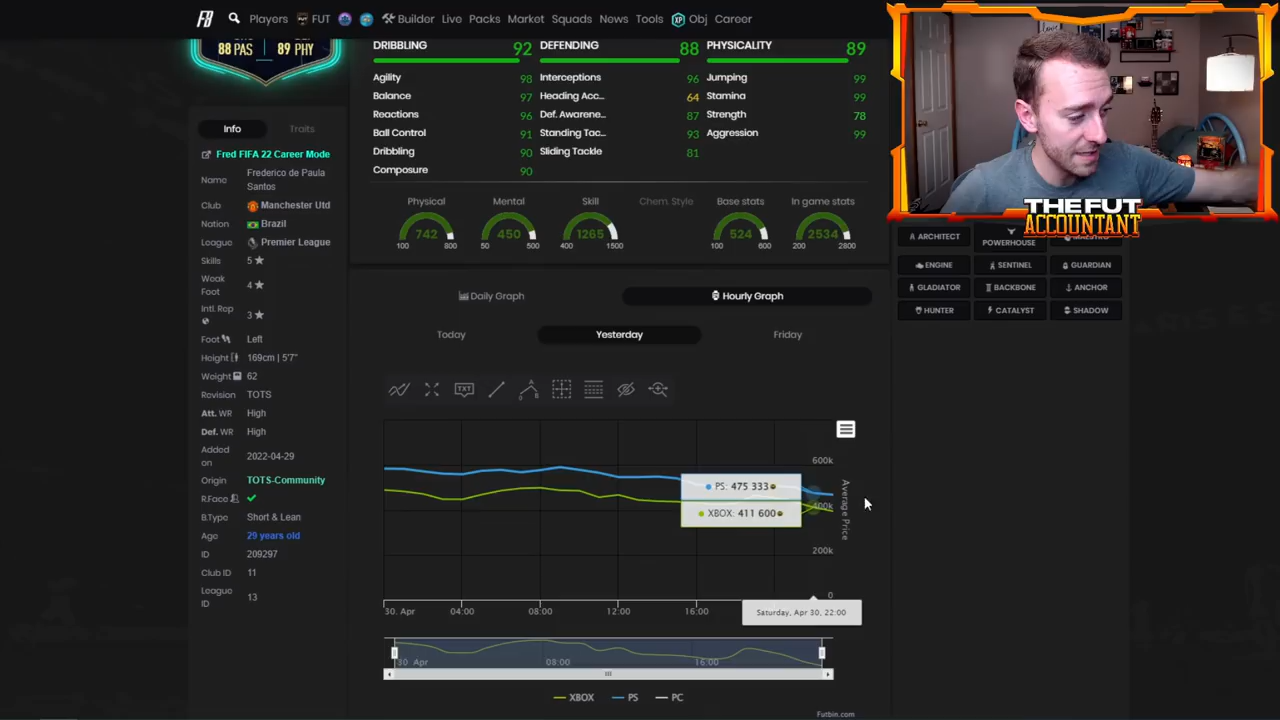 Players FUT Builder Live Packs Market Squads News Tools XP Obj Career
88 PAS 89 PHY
DRIBBLING 92 DEFENDING 88 PHYSICALITY 89
Agility 98 Interceptions 96 Jumping 99
Balance 97 Heading Acc... 64 Stamina 99
Reactions 96 Def. Awarene... 87 Strength 78
Ball Control 91 Standing Tac... 93 Aggression 99
Dribbling 90 Sliding Tackle 81
Composure 90
Info Traits
Fred FIFA 22 Career Mode
Name Frederico de Paula Santos
Club Manchester Utd
Nation Brazil
League Premier League
Skills 5
Weak Foot 4
Intl. Rep 3
Foot Left
Height 169cm | 5'7"
Weight 62
Revision TOTS
Att. WR High
Def. WR High
Added on 2022-04-29
Origin TOTS-Community
R.Face
B.Type Short & Lean
Age 29 years old
ID 209297
Club ID 11
League ID 13
Physical Mental Skill Chem. Style Base stats In game stats
742 450 1265 524 2534
100 800 50 500 400 1500 100 600 200 2800
Daily Graph Hourly Graph
Today Yesterday Friday
TXT
600k
400k
200k
0
Average Price
PS: 475 333
XBOX: 411 600
30. Apr 04:00 08:00 12:00 16:00
Saturday, Apr 30, 22:00
30. Apr 08:00 16:00
XBOX PS PC
Futbin.com
THE FUT
ACCOUNTANT
ARCHITECT POWERHOUSE
ENGINE SENTINEL GUARDIAN
GLADIATOR BACKBONE ANCHOR
HUNTER CATALYST SHADOW